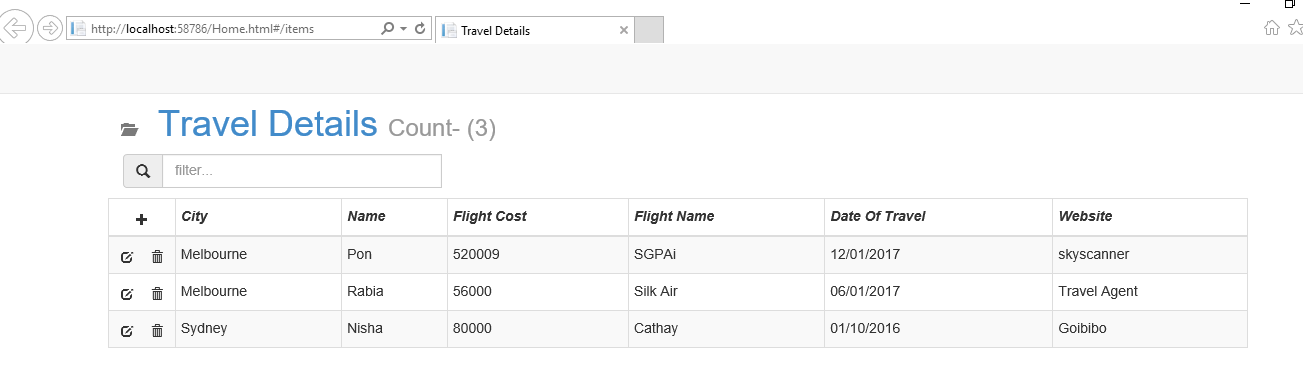 http://localhost:58786/Home.html#/items
Travel Details
Travel Details Count- (3)
filter...
City Name Flight Cost Flight Name Date Of Travel Website
Melbourne Pon 520009 SGPAi 12/01/2017 skyscanner
Melbourne Rabia 56000 Silk Air 06/01/2017 Travel Agent
Sydney Nisha 80000 Cathay 01/10/2016 Goibibo